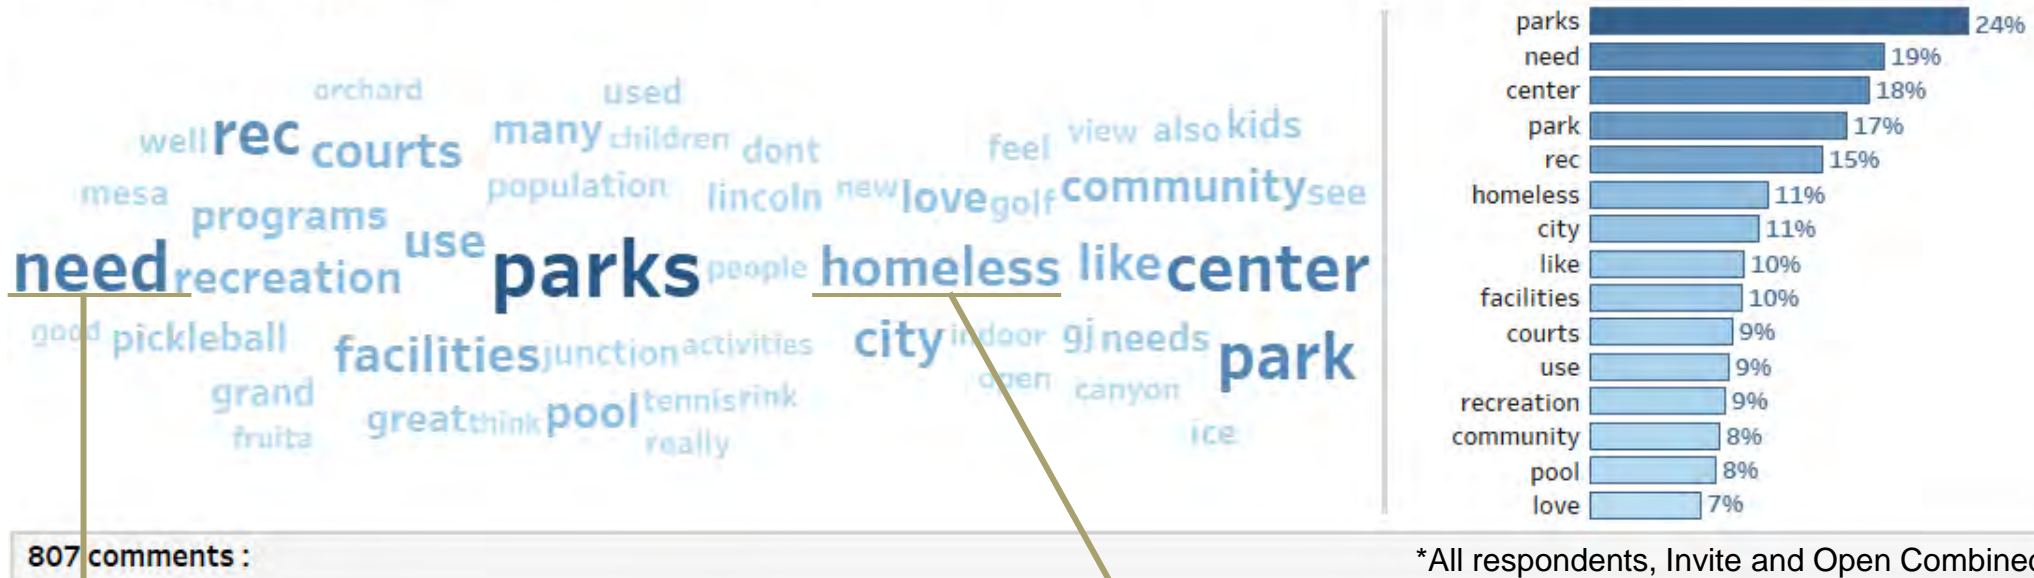 orchard used
well rec courts many children dont feel view also kids
mesa programs population lincoln new love golf community see
need recreation use parks people homeless like center
good pickleball facilities junction activities city indoor gj needs park
grand great think pool tennis rink open canyon
fruita really ice
parks 24%
need 19%
center 18%
park 17%
rec 15%
homeless 11%
city 11%
like 10%
facilities 10%
courts 9%
use 9%
recreation 9%
community 8%
pool 8%
love 7%
807 comments :
*All respondents, Invite and Open Combined